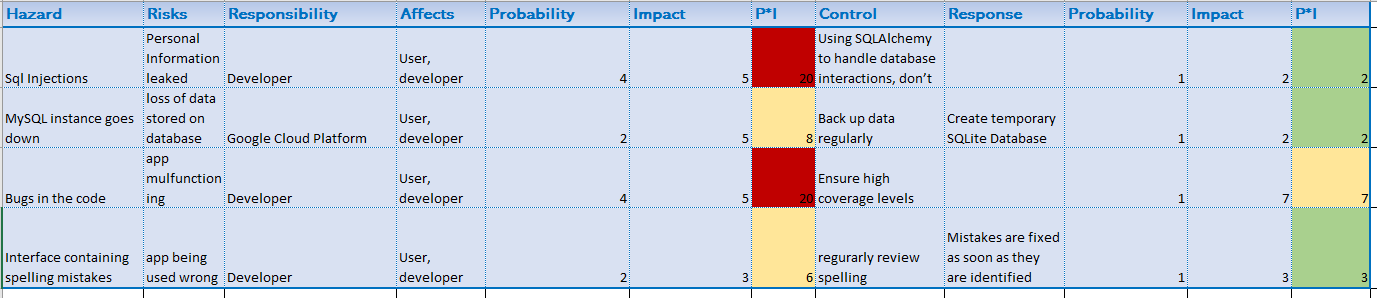 Hazard Risks Responsibility Affects Probability Impact P*I Control Response Probability Impact P*I
Sql Injections
Personal
Information
leaked
Developer
User,
developer
4
5
20
Using SQLAlchemy
to handle database
interactions, don't
1
2
2
MySQL instance goes
down
loss of data
stored on
database
Google Cloud Platform
User,
developer
2
5
8
Back up data
regularly
Create temporary
SQLite Database
1
2
2
Bugs in the code
app
mulfunction
ing
Developer
User,
developer
4
5
20
Ensure high
coverage levels
1
7
7
Interface containing
spelling mistakes
app being
used wrong
Developer
User,
developer
2
3
6
regurarly review
spelling
Mistakes are fixed
as soon as they
are identified
1
3
3